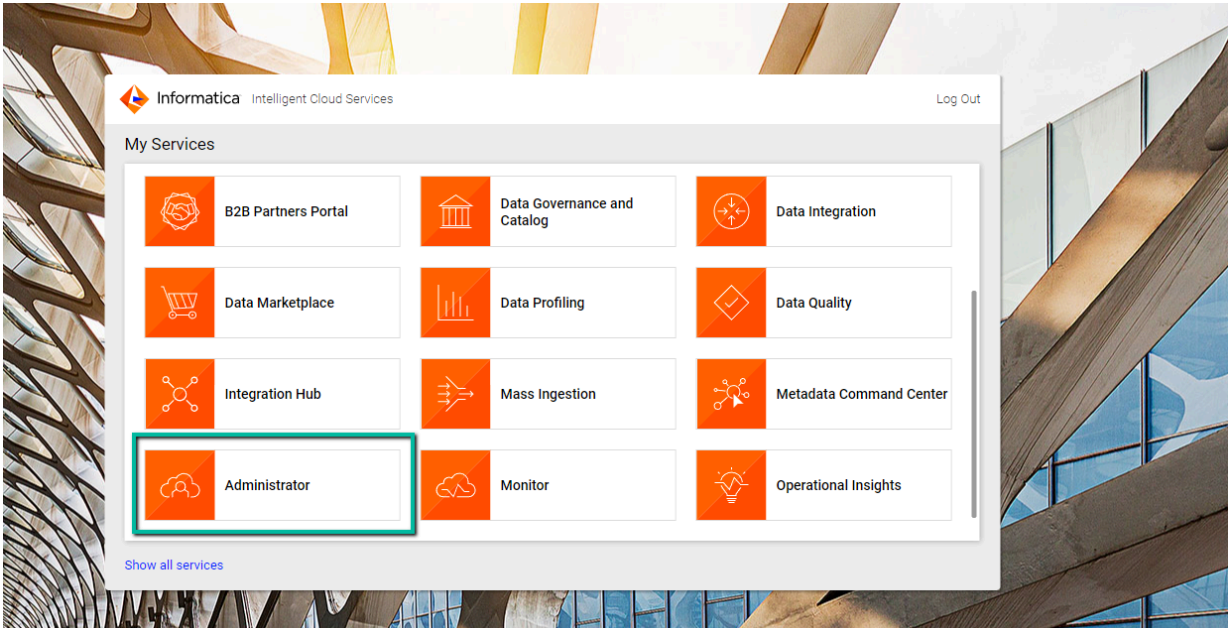 Informatica Intelligent Cloud Services
Log Out
My Services
B2B Partners Portal
Data Governance and
Catalog
Data Integration
Data Marketplace
Data Profiling
Data Quality
Integration Hub
Mass Ingestion
Metadata Command Center
Administrator
Monitor
Operational Insights
Show all services